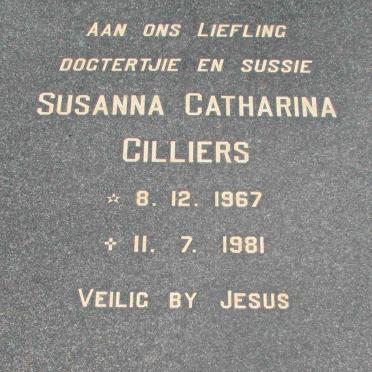 AAN ONS LIEFLING
DOGTERTJIE EN SUSSIE
SUSANNA CATHARINA
CILLIERS
☆ 8. 12. 1967
✝ 11. 7. 1981
VEILIG BY JESUS